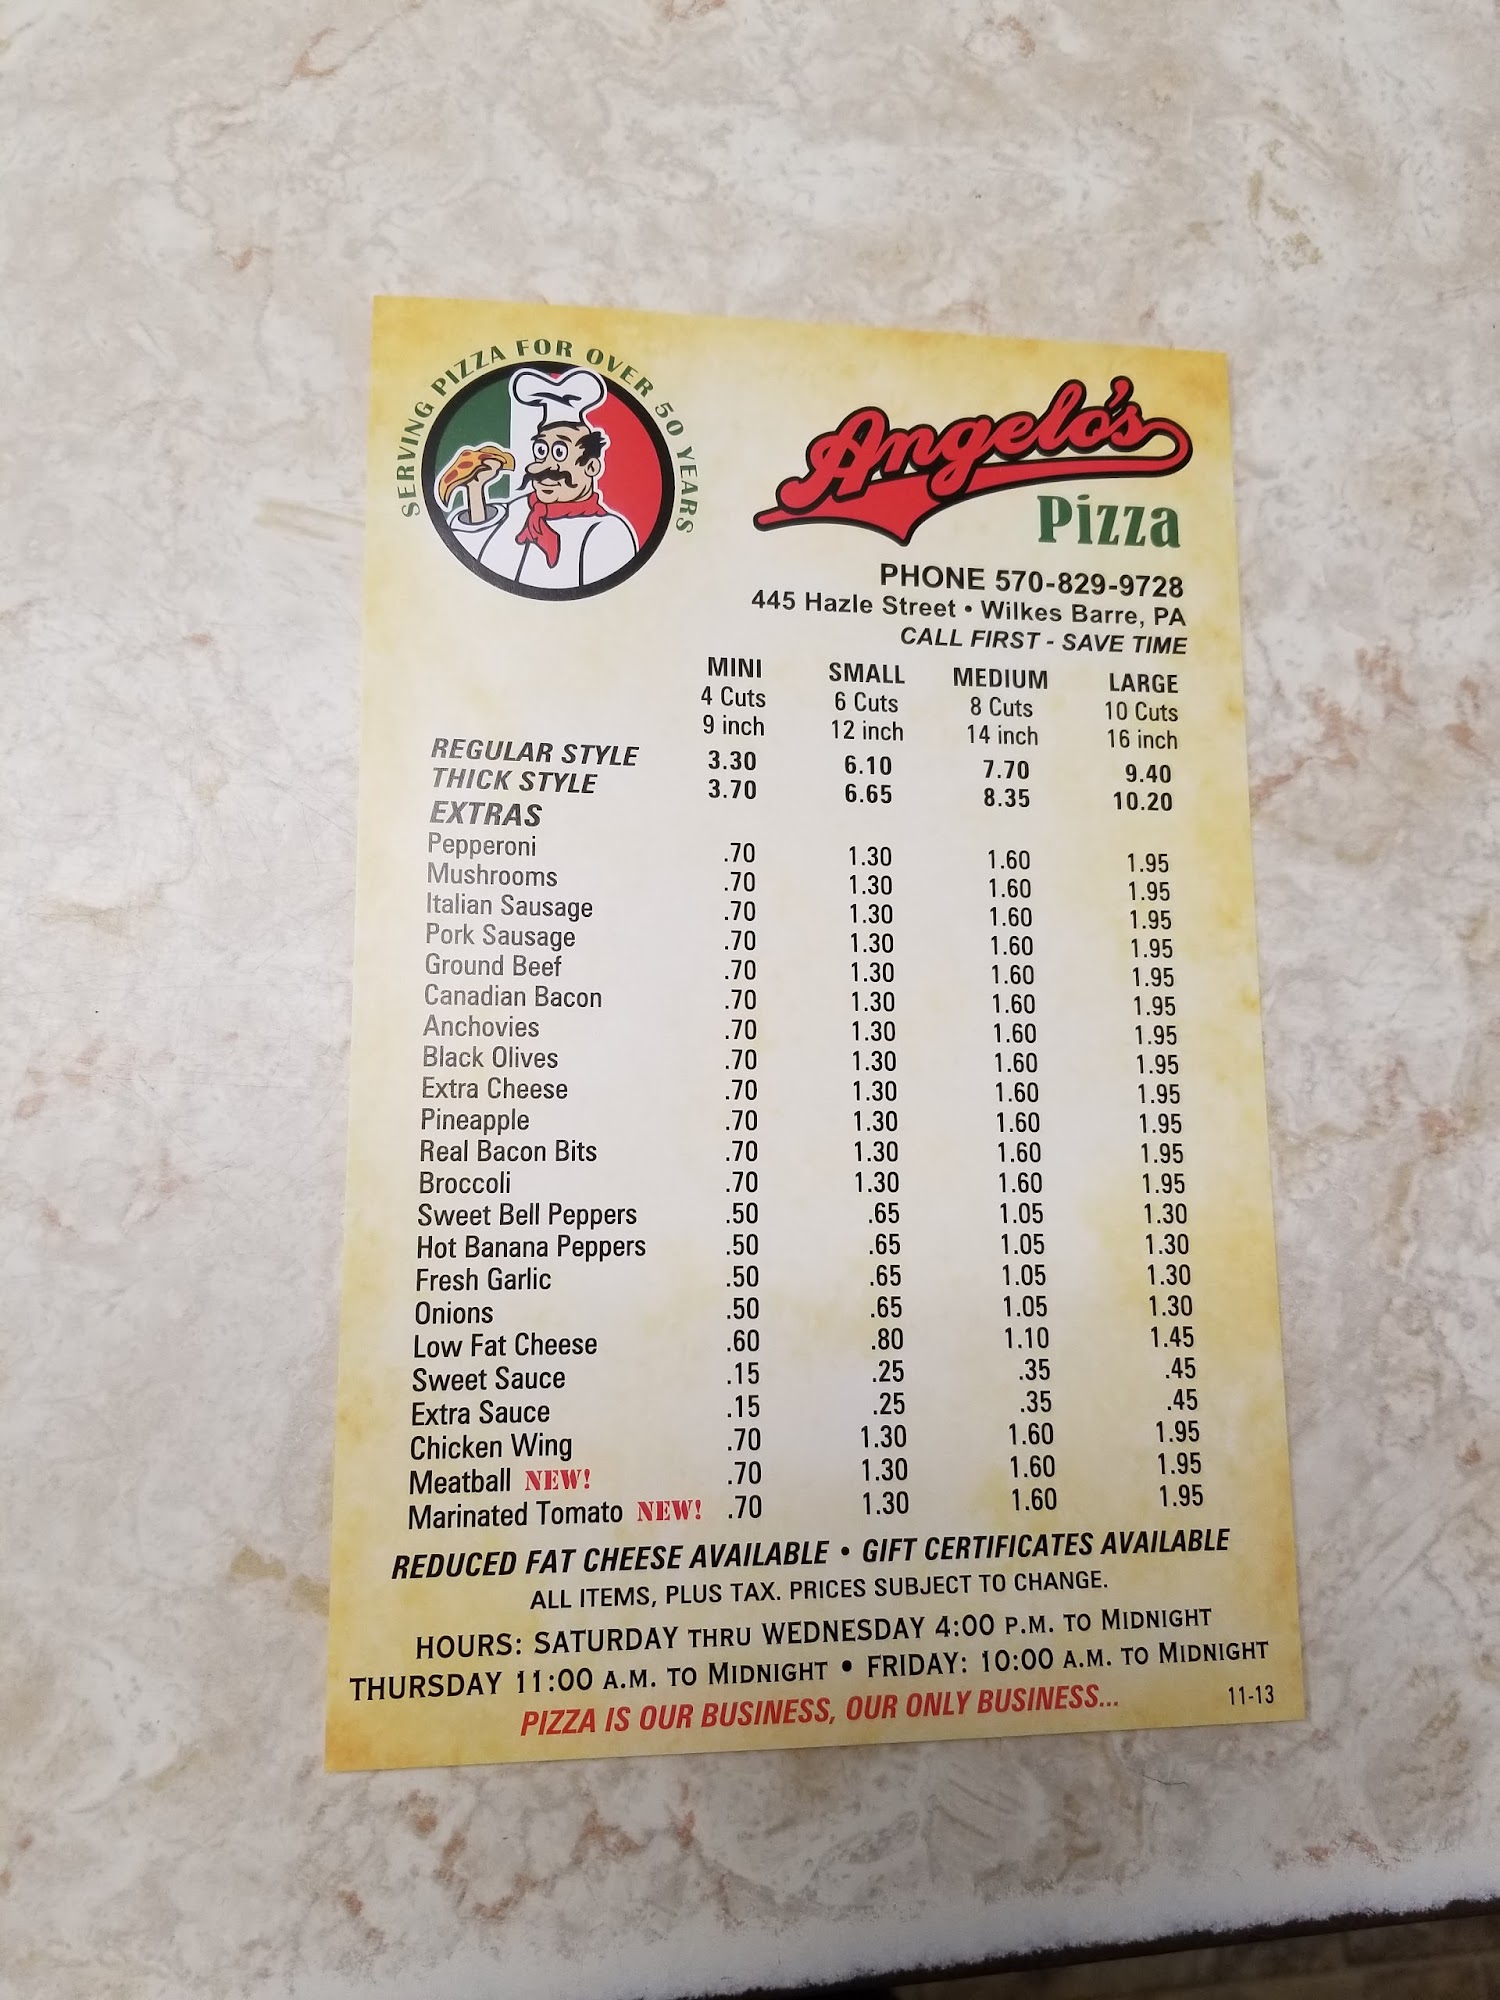 SERVING PIZZA FOR OVER 50 YEARS
Angelo's
Pizza
PHONE 570-829-9728
445 Hazle Street • Wilkes Barre, PA
CALL FIRST - SAVE TIME
MINI SMALL MEDIUM LARGE
4 Cuts 6 Cuts 8 Cuts 10 Cuts
9 inch 12 inch 14 inch 16 inch
REGULAR STYLE 3.30 6.10 7.70 9.40
THICK STYLE 3.70 6.65 8.35 10.20
EXTRAS
Pepperoni .70 1.30 1.60 1.95
Mushrooms .70 1.30 1.60 1.95
Italian Sausage .70 1.30 1.60 1.95
Pork Sausage .70 1.30 1.60 1.95
Ground Beef .70 1.30 1.60 1.95
Canadian Bacon .70 1.30 1.60 1.95
Anchovies .70 1.30 1.60 1.95
Black Olives .70 1.30 1.60 1.95
Extra Cheese .70 1.30 1.60 1.95
Pineapple .70 1.30 1.60 1.95
Real Bacon Bits .70 1.30 1.60 1.95
Broccoli .70 1.30 1.60 1.95
Sweet Bell Peppers .50 .65 1.05 1.30
Hot Banana Peppers .50 .65 1.05 1.30
Fresh Garlic .50 .65 1.05 1.30
Onions .50 .65 1.05 1.30
Low Fat Cheese .60 .80 1.10 1.45
Sweet Sauce .15 .25 .35 .45
Extra Sauce .15 .25 .35 .45
Chicken Wing .70 1.30 1.60 1.95
Meatball NEW! .70 1.30 1.60 1.95
Marinated Tomato NEW! .70 1.30 1.60 1.95
REDUCED FAT CHEESE AVAILABLE • GIFT CERTIFICATES AVAILABLE
ALL ITEMS, PLUS TAX. PRICES SUBJECT TO CHANGE.
HOURS: SATURDAY THRU WEDNESDAY 4:00 P.M. TO MIDNIGHT
THURSDAY 11:00 A.M. TO MIDNIGHT • FRIDAY: 10:00 A.M. TO MIDNIGHT
PIZZA IS OUR BUSINESS, OUR ONLY BUSINESS...
11-13